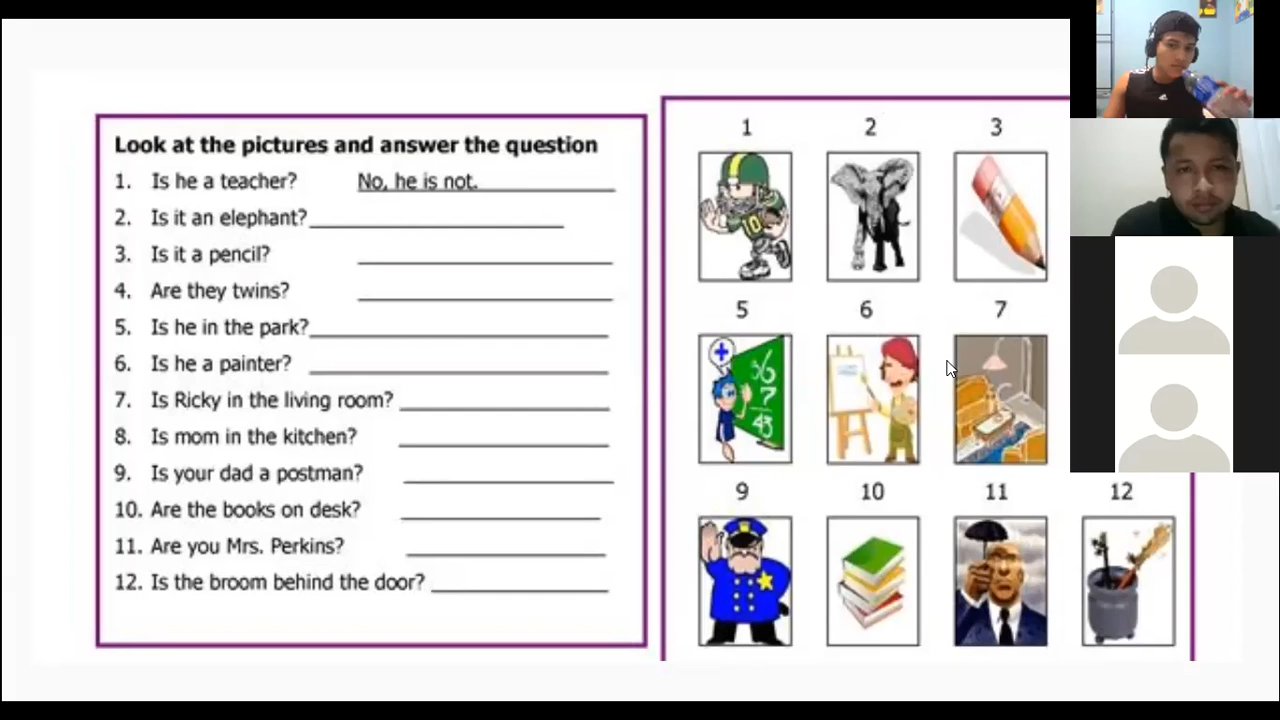 Look at the pictures and answer the question
1. Is he a teacher? No, he is not.
2. Is it an elephant?
3. Is it a pencil?
4. Are they twins?
5. Is he in the park?
6. Is he a painter?
7. Is Ricky in the living room?
8. Is mom in the kitchen?
9. Is your dad a postman?
10. Are the books on desk?
11. Are you Mrs. Perkins?
12. Is the broom behind the door?
1 2 3
5 6 7
+
36
7
43
10
9 10 11 12